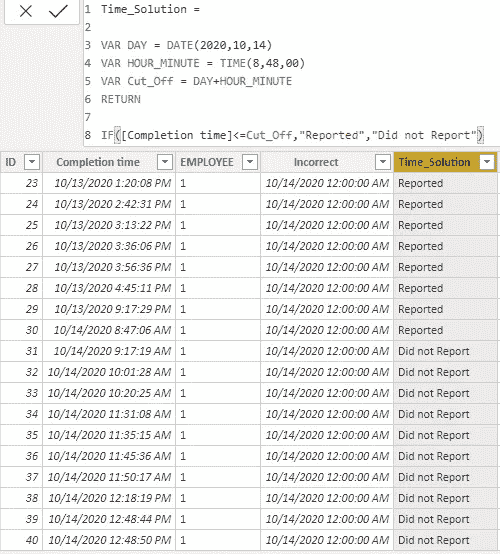 1 Time_Solution =
2
3 VAR DAY = DATE(2020,10,14)
4 VAR HOUR_MINUTE = TIME(8,48,00)
5 VAR Cut_Off = DAY+HOUR_MINUTE
6 RETURN
7
8 IF([Completion time]<=Cut_Off,"Reported","Did not Report")
ID Completion time EMPLOYEE Incorrect Time_Solution
23 10/13/2020 1:20:08 PM 1 10/14/2020 12:00:00 AM Reported
24 10/13/2020 2:42:31 PM 1 10/14/2020 12:00:00 AM Reported
25 10/13/2020 3:13:22 PM 1 10/14/2020 12:00:00 AM Reported
26 10/13/2020 3:36:06 PM 1 10/14/2020 12:00:00 AM Reported
27 10/13/2020 3:56:36 PM 1 10/14/2020 12:00:00 AM Reported
28 10/13/2020 4:45:11 PM 1 10/14/2020 12:00:00 AM Reported
29 10/13/2020 9:17:29 PM 1 10/14/2020 12:00:00 AM Reported
30 10/14/2020 8:47:06 AM 1 10/14/2020 12:00:00 AM Reported
31 10/14/2020 9:17:19 AM 1 10/14/2020 12:00:00 AM Did not Report
32 10/14/2020 10:01:28 AM 1 10/14/2020 12:00:00 AM Did not Report
33 10/14/2020 10:20:25 AM 1 10/14/2020 12:00:00 AM Did not Report
34 10/14/2020 11:31:08 AM 1 10/14/2020 12:00:00 AM Did not Report
35 10/14/2020 11:35:15 AM 1 10/14/2020 12:00:00 AM Did not Report
36 10/14/2020 11:45:36 AM 1 10/14/2020 12:00:00 AM Did not Report
37 10/14/2020 11:50:17 AM 1 10/14/2020 12:00:00 AM Did not Report
38 10/14/2020 12:18:19 PM 1 10/14/2020 12:00:00 AM Did not Report
39 10/14/2020 12:48:44 PM 1 10/14/2020 12:00:00 AM Did not Report
40 10/14/2020 12:48:50 PM 1 10/14/2020 12:00:00 AM Did not Report